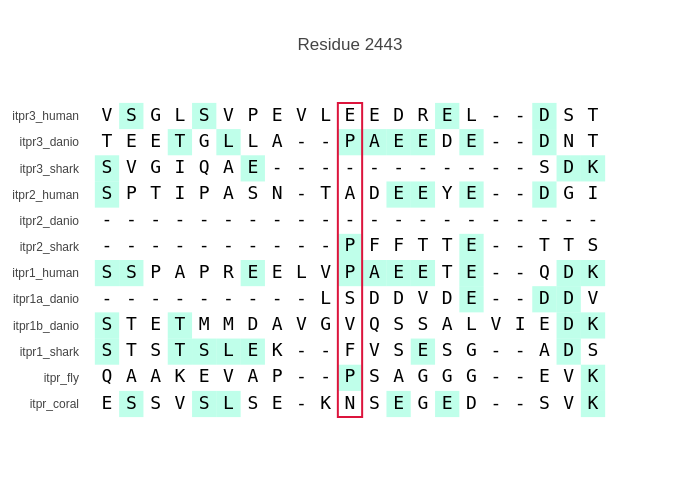 Residue 2443
itpr3_human V S G L S V P E V L E E D R E L - - D S T
itpr3_danio T E E T G L L A - - P A E E D E - - D N T
itpr3_shark S V G I Q A E - - - - - - - - - - - S D K
itpr2_human S P T I P A S N - T A D E E Y E - - D G I
itpr2_danio - - - - - - - - - - - - - - - - - - - - -
itpr2_shark - - - - - - - - - - P F F T T E - - T T S
itpr1_human S S P A P R E E L V P A E E T E - - Q D K
itpr1a_danio - - - - - - - - - L S D D V D E - - D D V
itpr1b_danio S T E T M M D A V G V Q S S A L V I E D K
itpr1_shark S T S T S L E K - - F V S E S G - - A D S
itpr_fly Q A A K E V A P - - P S A G G G - - E V K
itpr_coral E S S V S L S E - K N S E G E D - - S V K